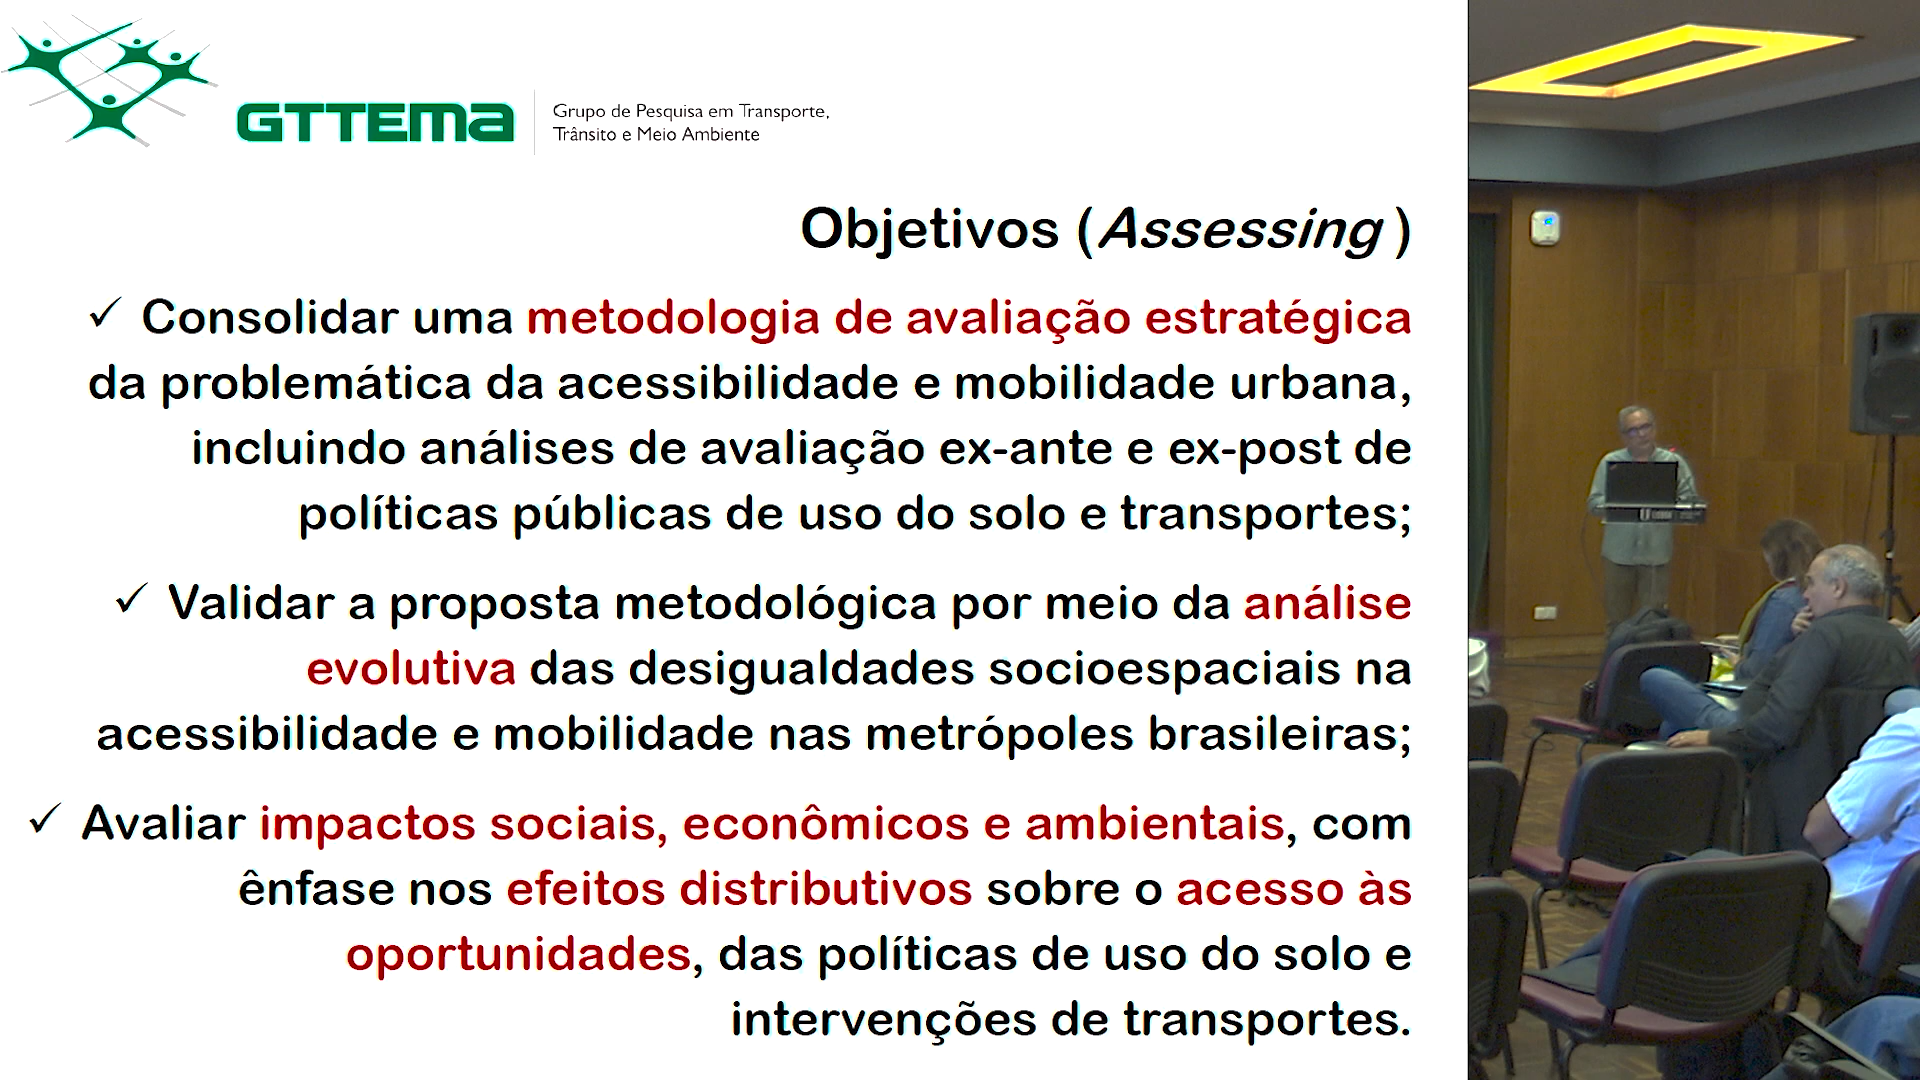 GTTEMA
Grupo de Pesquisa em Transporte,
Trânsito e Meio Ambiente
Objetivos (Assessing )
✓ Consolidar uma metodologia de avaliação estratégica
da problemática da acessibilidade e mobilidade urbana,
incluindo análises de avaliação ex-ante e ex-post de
políticas públicas de uso do solo e transportes;
✓ Validar a proposta metodológica por meio da análise
evolutiva das desigualdades socioespaciais na
acessibilidade e mobilidade nas metrópoles brasileiras;
✓ Avaliar impactos sociais, econômicos e ambientais, com
ênfase nos efeitos distributivos sobre o acesso às
oportunidades, das políticas de uso do solo e
intervenções de transportes.